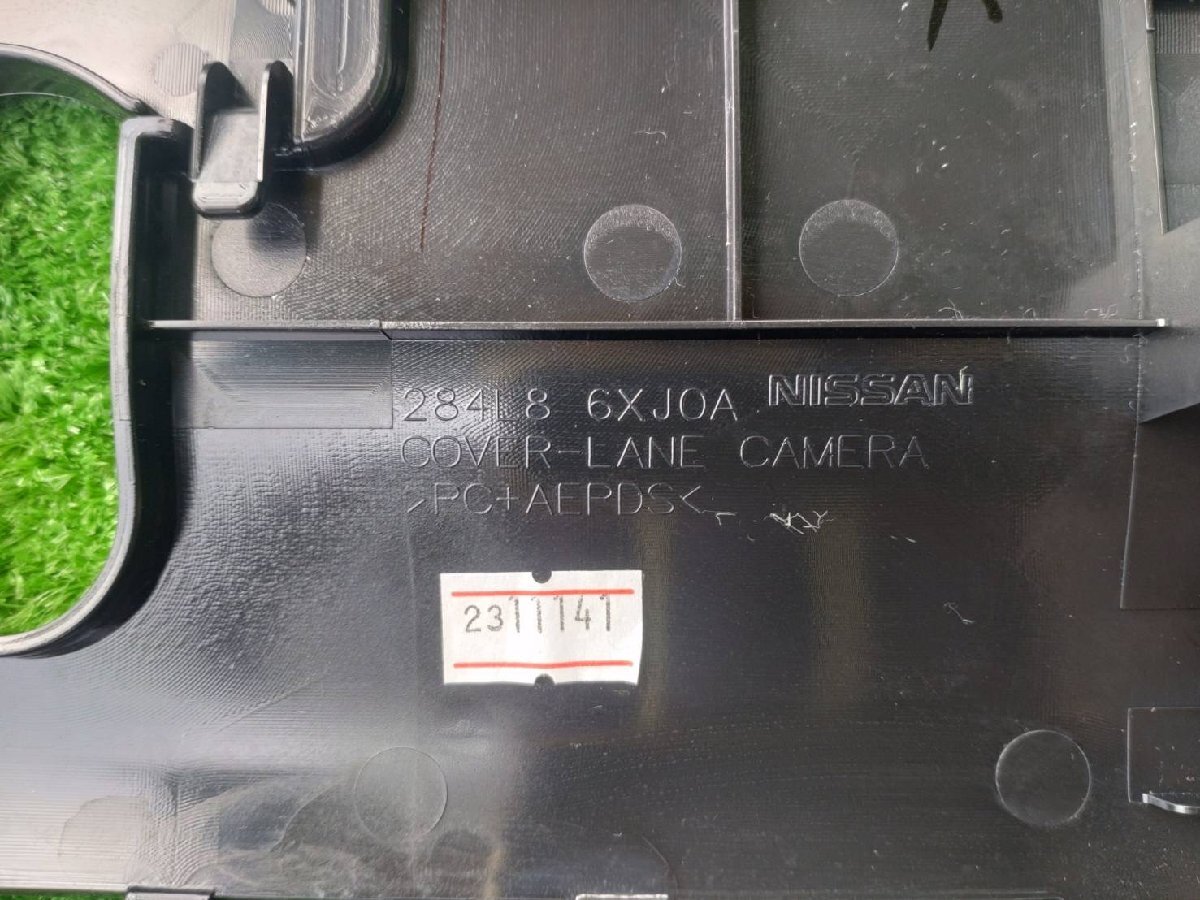 284L8 6XJ0A NISSAN
COVER-LANE CAMERA
>PC+AEPDS<
2311141